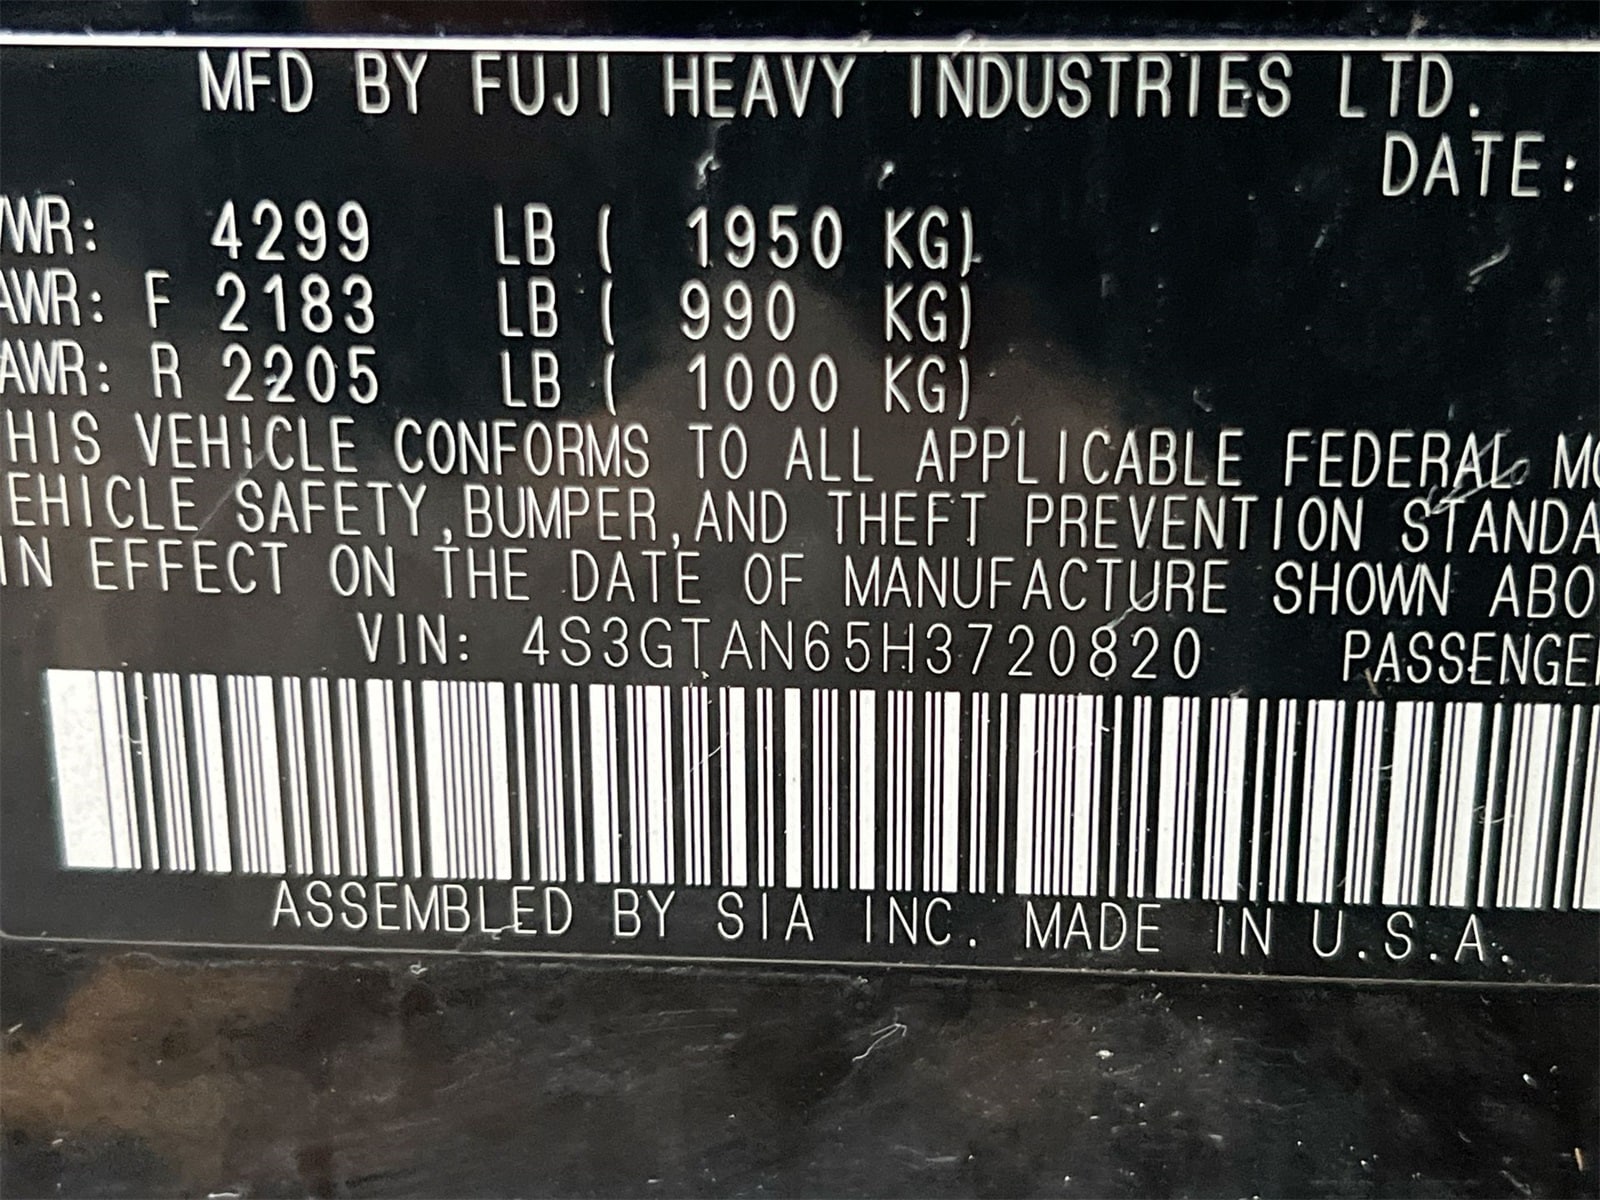 MFD BY FUJI HEAVY INDUSTRIES LTD.
DATE:
VWR: 4299 LB ( 1950 KG)
AWR: F 2183 LB ( 990 KG)
AWR: R 2205 LB ( 1000 KG)
HIS VEHICLE CONFORMS TO ALL APPLICABLE FEDERAL MO
EHICLE SAFETY,BUMPER,AND THEFT PREVENTION STANDA
IN EFFECT ON THE DATE OF MANUFACTURE SHOWN ABO
VIN: 4S3GTAN65H3720820 PASSENGE
ASSEMBLED BY SIA INC. MADE IN U.S.A.